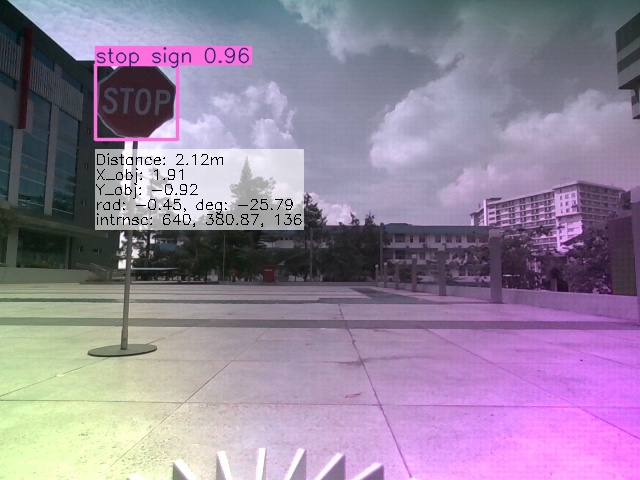 stop sign 0.96
STOP
Distance: 2.12m
X_obj: 1.91
Y_obj: -0.92
rad: -0.45, deg: -25.79
intrnsc: 640, 380.87, 136